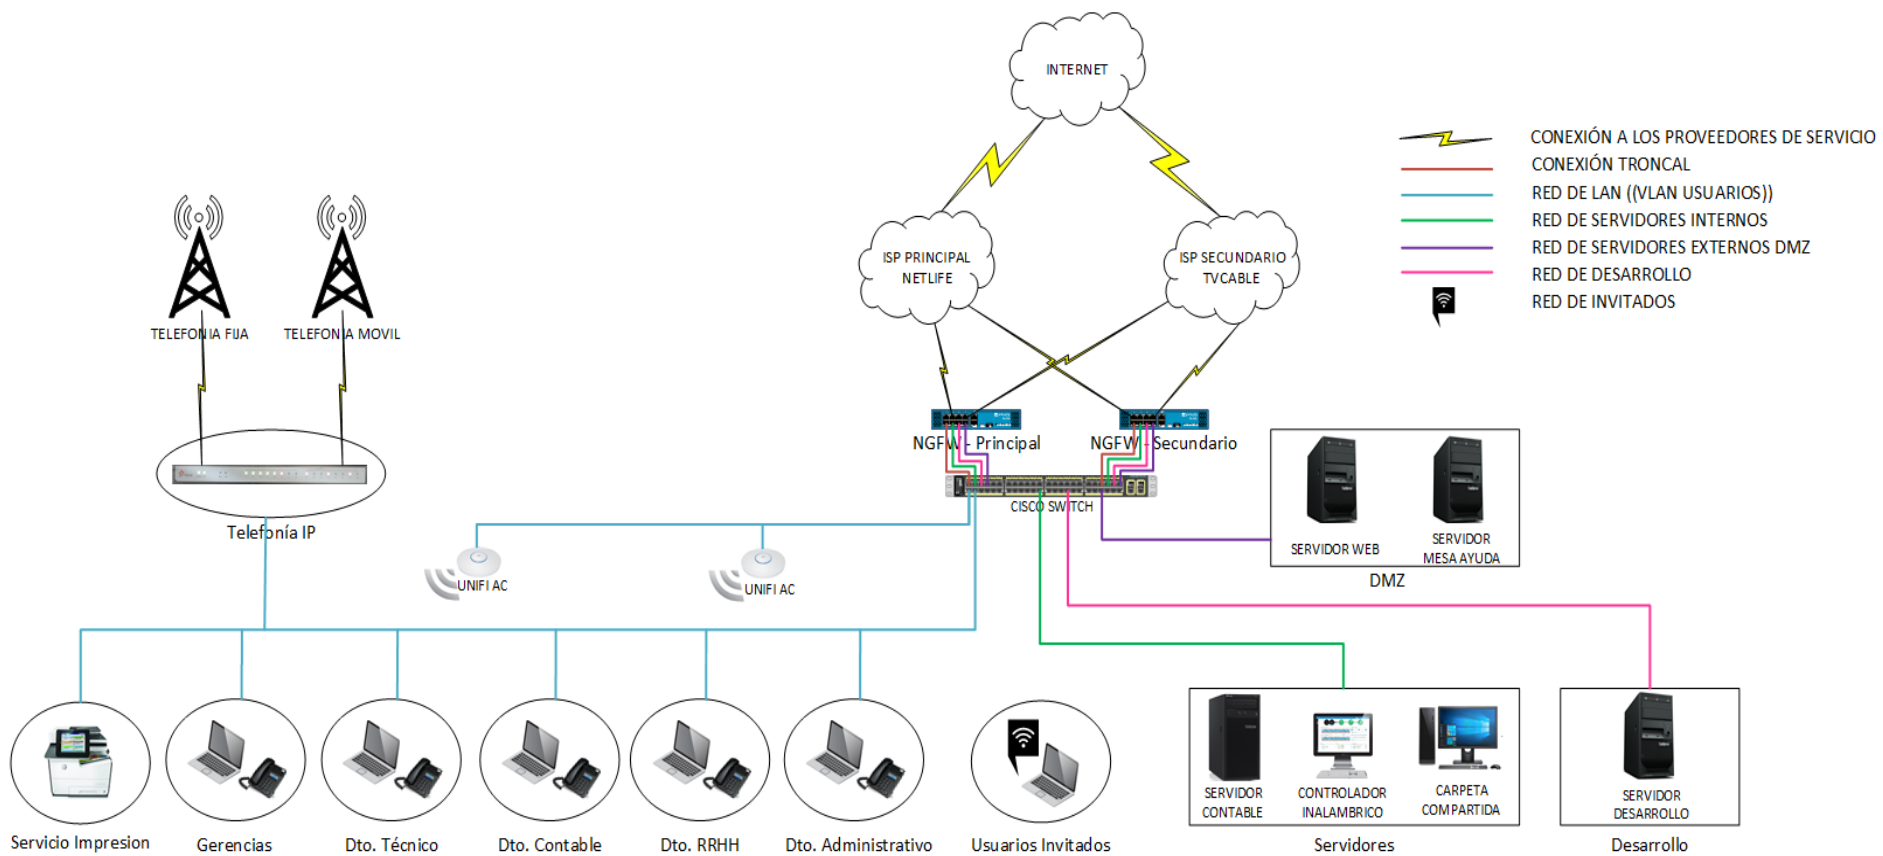 INTERNET
CONEXIÓN A LOS PROVEEDORES DE SERVICIO
CONEXIÓN TRONCAL
RED DE LAN ((VLAN USUARIOS))
RED DE SERVIDORES INTERNOS
RED DE SERVIDORES EXTERNOS DMZ
RED DE DESARROLLO
RED DE INVITADOS
ISP PRINCIPAL
NETLIFE
ISP SECUNDARIO
TVCABLE
TELEFONIA FIJA
TELEFONIA MOVIL
NGFW - Principal
NGFW - Secundario
CISCO SWITCH
Telefonía IP
SERVIDOR WEB
SERVIDOR
MESA AYUDA
DMZ
UNIFI AC
UNIFI AC
SERVIDOR
CONTABLE
CONTROLADOR
INALAMBRICO
CARPETA
COMPARTIDA
SERVIDOR
DESARROLLO
Servicio Impresion
Gerencias
Dto. Técnico
Dto. Contable
Dto. RRHH
Dto. Administrativo
Usuarios Invitados
Servidores
Desarrollo